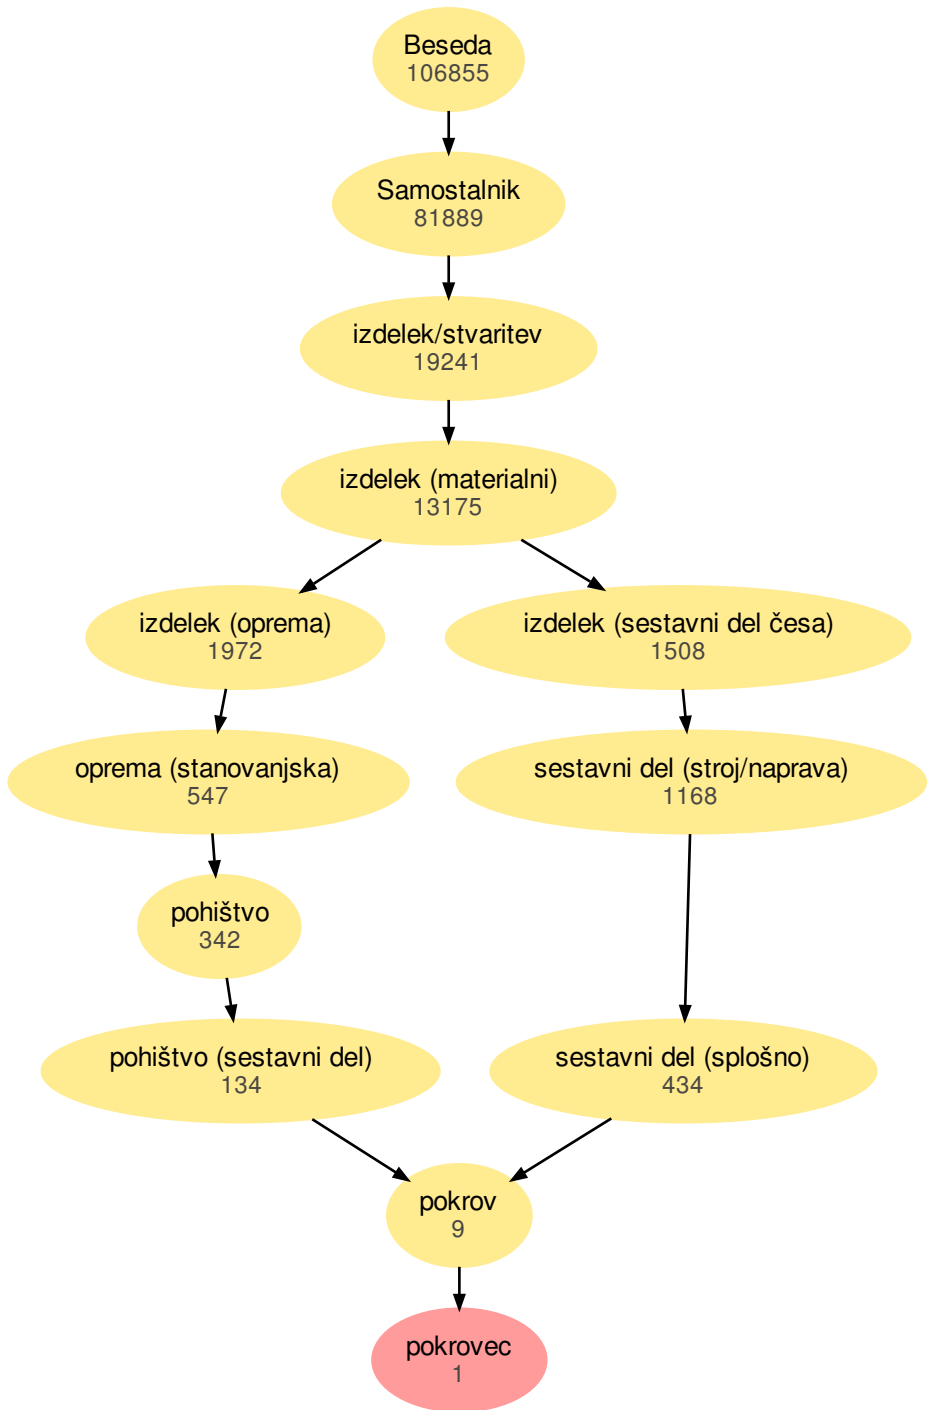 Beseda
106855
Samostalnik
81889
izdelek/stvaritev
19241
izdelek (materialni)
13175
izdelek (oprema)
1972
izdelek (sestavni del česa)
1508
oprema (stanovanjska)
547
sestavni del (stroj/naprava)
1168
pohištvo
342
pohištvo (sestavni del)
134
sestavni del (splošno)
434
pokrov
9
pokrovec
1